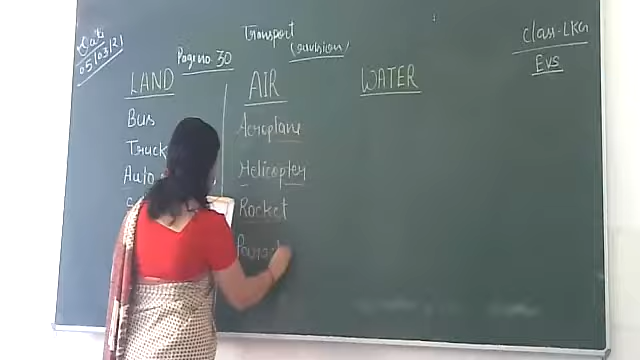 Date
05/03/21
Transport
(revision)
Class-LKG
EVS
Page no 30
LAND
AIR
WATER
Bus
Aeroplane
Truck
Helicopter
Auto
Rocket